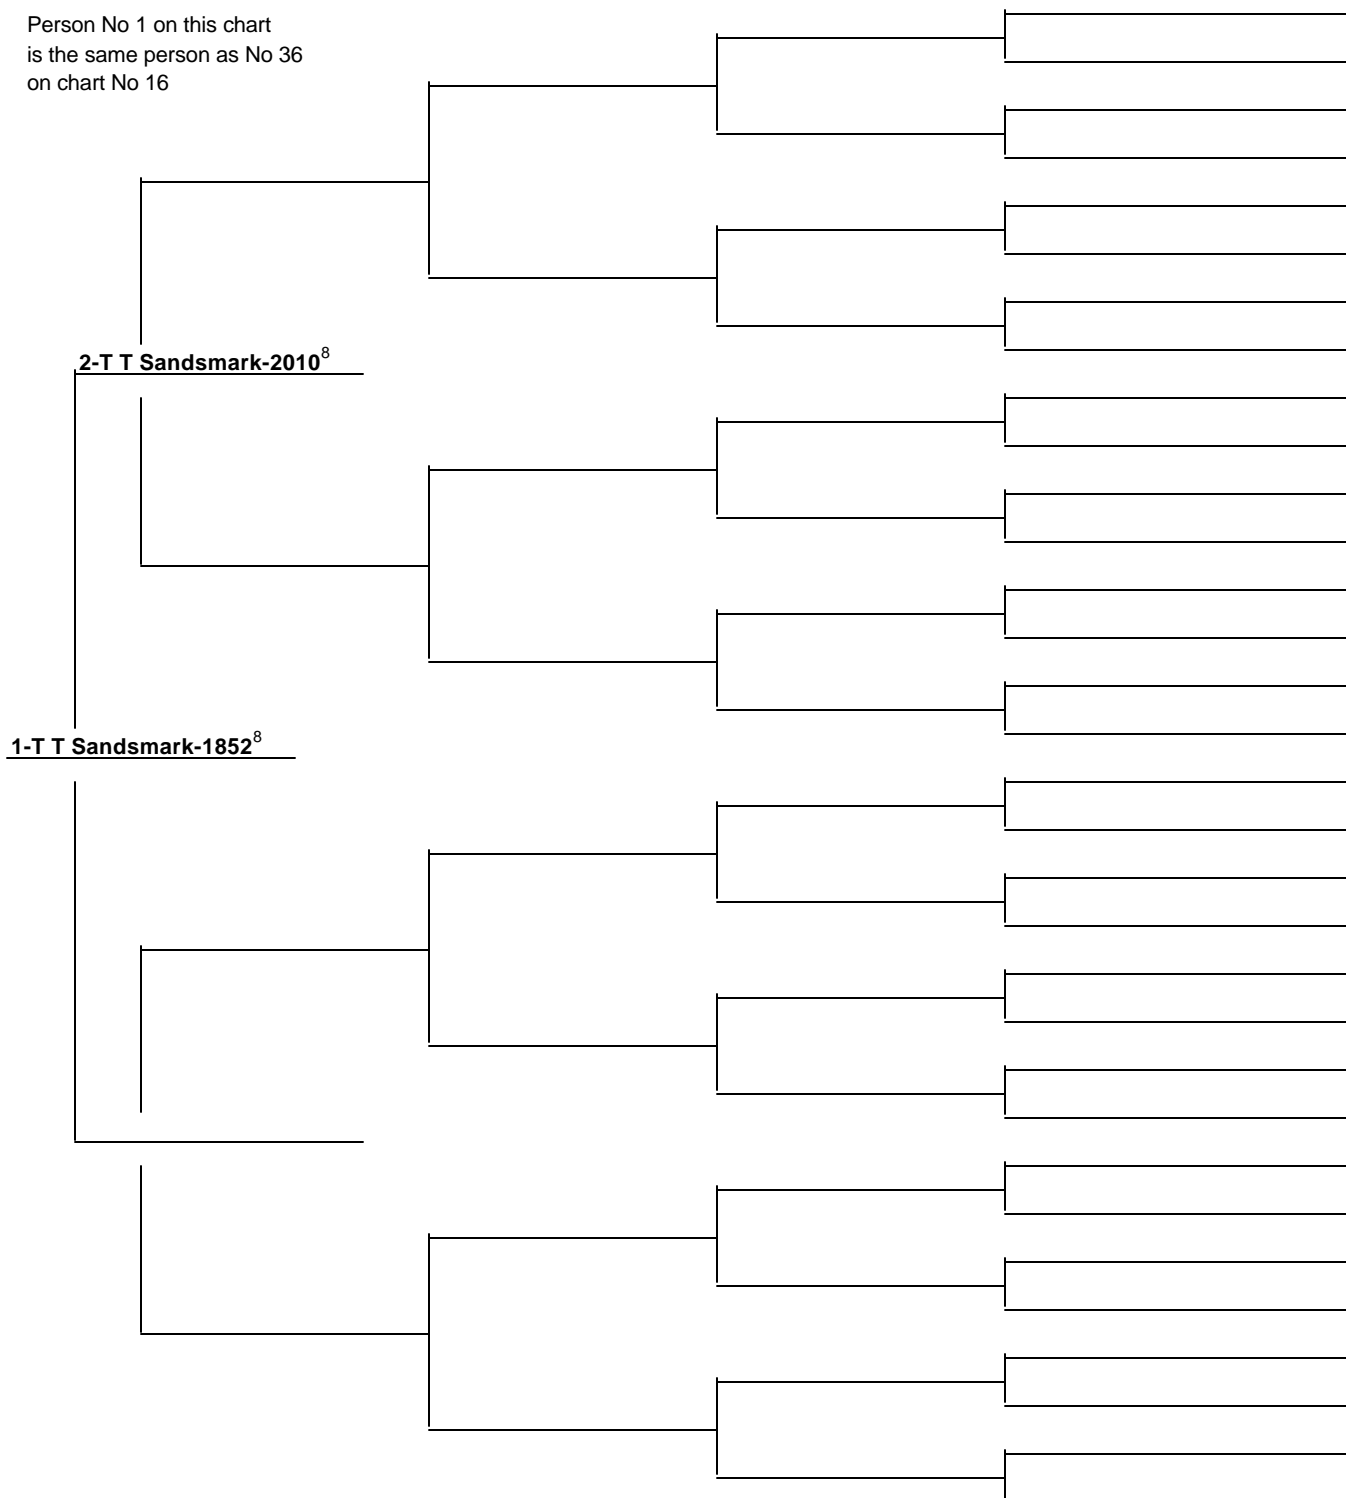 Person No 1 on this chart
is the same person as No 36
on chart No 16
2-T T Sandsmark-2010⁸
1-T T Sandsmark-1852⁸